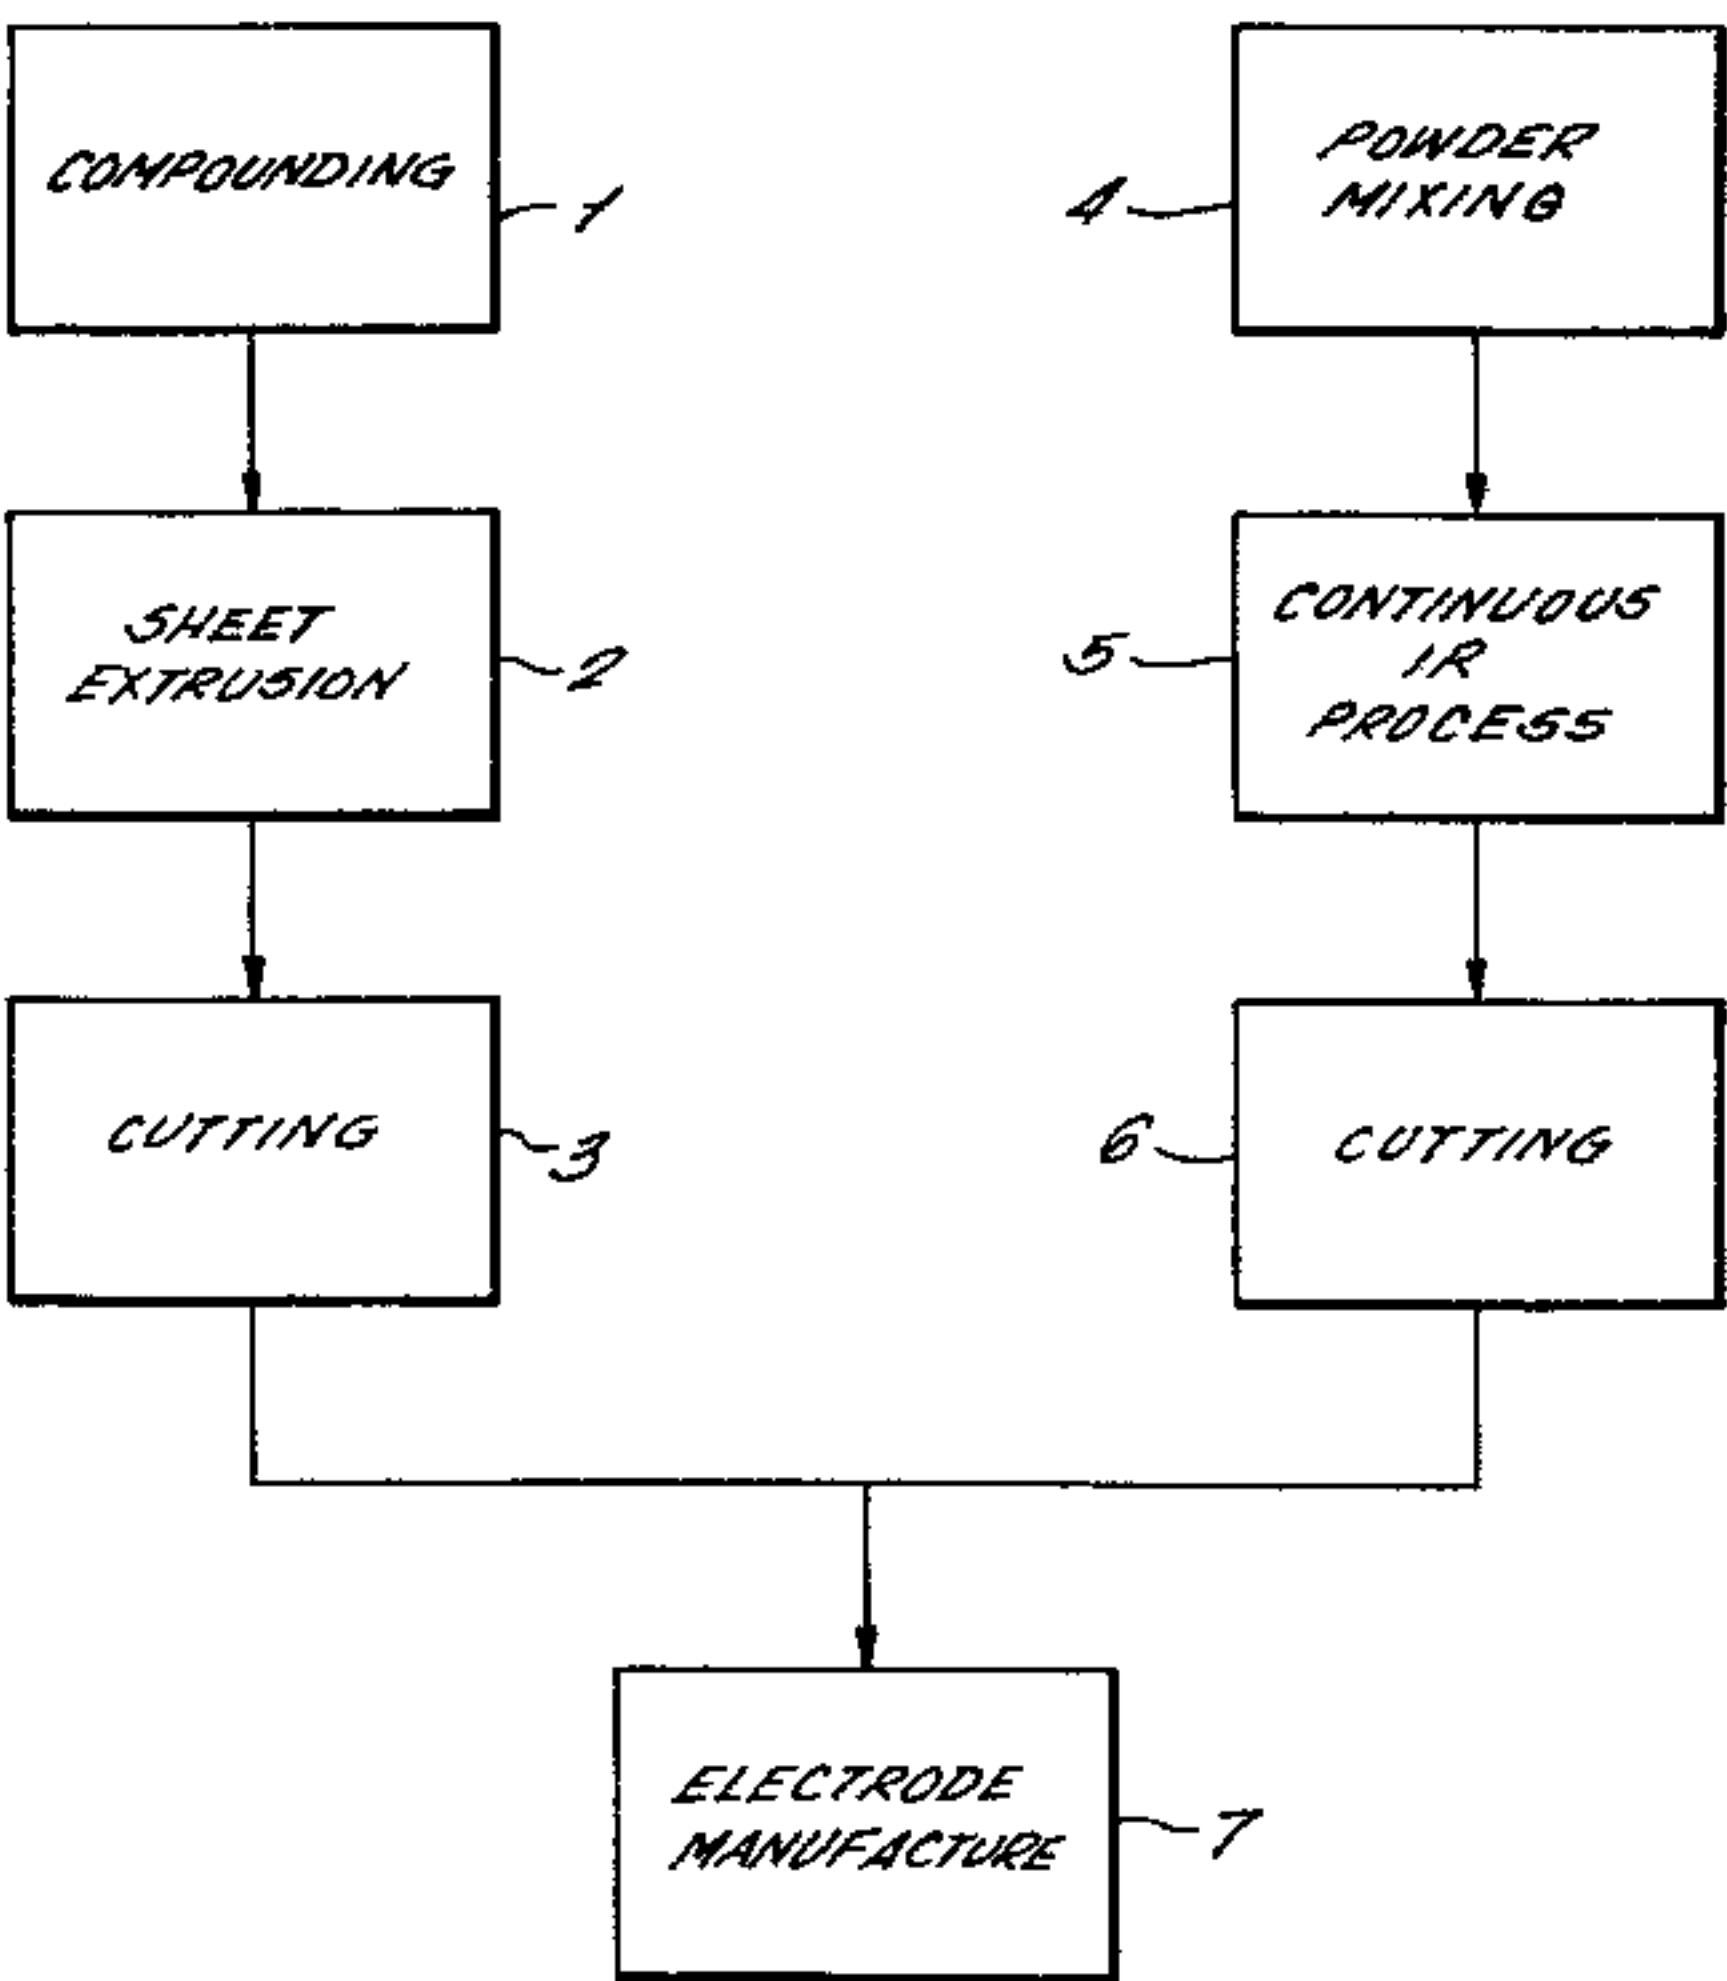 COMPOUNDING
1
SHEET
EXTRUSION
2
CUTTING
3
POWDER
MIXING
4
CONTINUOUS
IR
PROCESS
5
CUTTING
6
ELECTRODE
MANUFACTURE
7